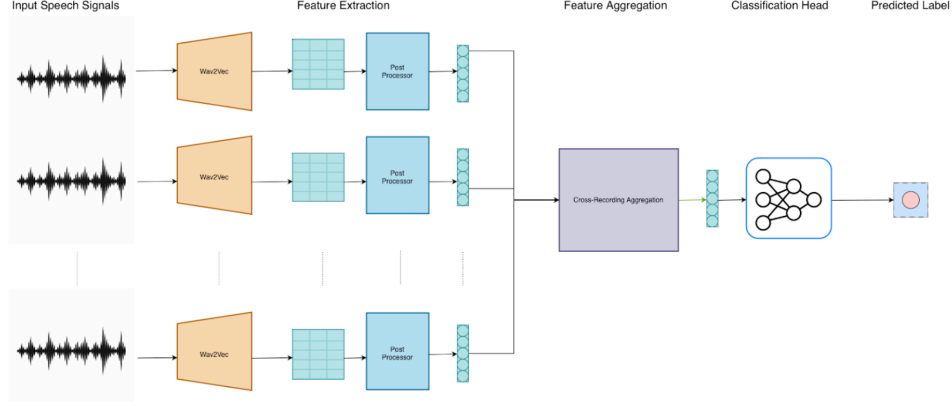 Input Speech Signals
Feature Extraction
Feature Aggregation
Classification Head
Predicted Label
Wav2Vec
Post
Processor
Wav2Vec
Post
Processor
Cross-Recording Aggregation
Wav2Vec
Post
Processor